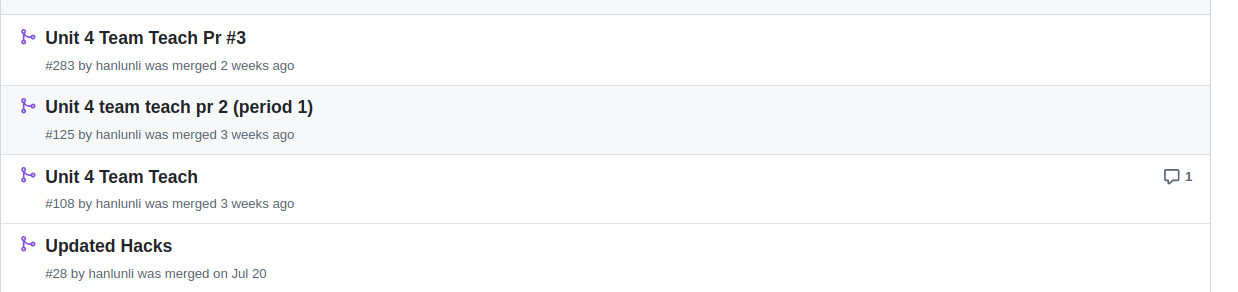 Unit 4 Team Teach Pr #3
#283 by hanlunli was merged 2 weeks ago
Unit 4 team teach pr 2 (period 1)
#125 by hanlunli was merged 3 weeks ago
Unit 4 Team Teach
1
#108 by hanlunli was merged 3 weeks ago
Updated Hacks
#28 by hanlunli was merged on Jul 20